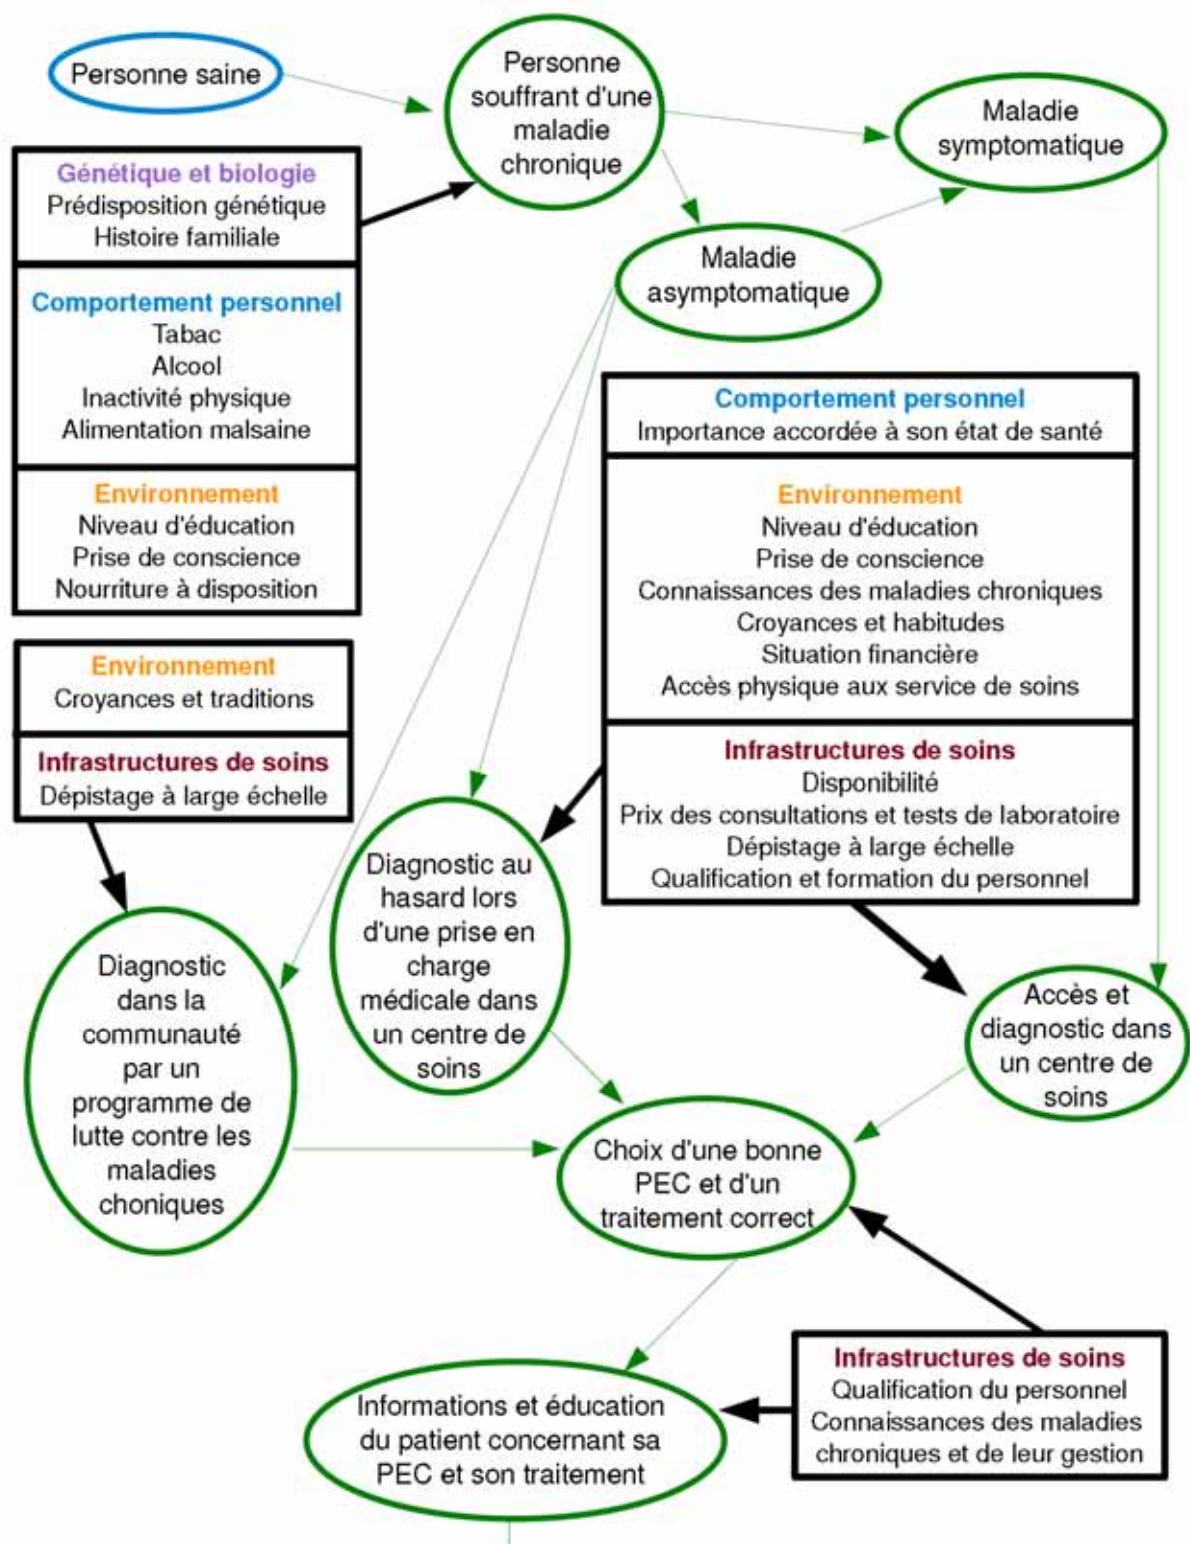 Personne saine
Personne
souffrant d'une
maladie
chronique
Maladie
symptomatique
Génétique et biologie
Prédisposition génétique
Histoire familiale
Maladie
asymptomatique
Comportement personnel
Tabac
Alcool
Inactivité physique
Alimentation malsaine
Environnement
Niveau d'éducation
Prise de conscience
Nourriture à disposition
Comportement personnel
Importance accordée à son état de santé
Environnement
Niveau d'éducation
Prise de conscience
Connaissances des maladies chroniques
Croyances et habitudes
Situation financière
Accès physique aux service de soins
Infrastructures de soins
Disponibilité
Prix des consultations et tests de laboratoire
Dépistage à large échelle
Qualification et formation du personnel
Environnement
Croyances et traditions
Infrastructures de soins
Dépistage à large échelle
Diagnostic au
hasard lors
d'une prise en
charge
médicale dans
un centre de
soins
Diagnostic
dans la
communauté
par un
programme de
lutte contre les
maladies
choniques
Accès et
diagnostic dans
un centre de
soins
Choix d'une bonne
PEC et d'un
traitement correct
Infrastructures de soins
Qualification du personnel
Connaissances des maladies
chroniques et de leur gestion
Informations et éducation
du patient concernant sa
PEC et son traitement